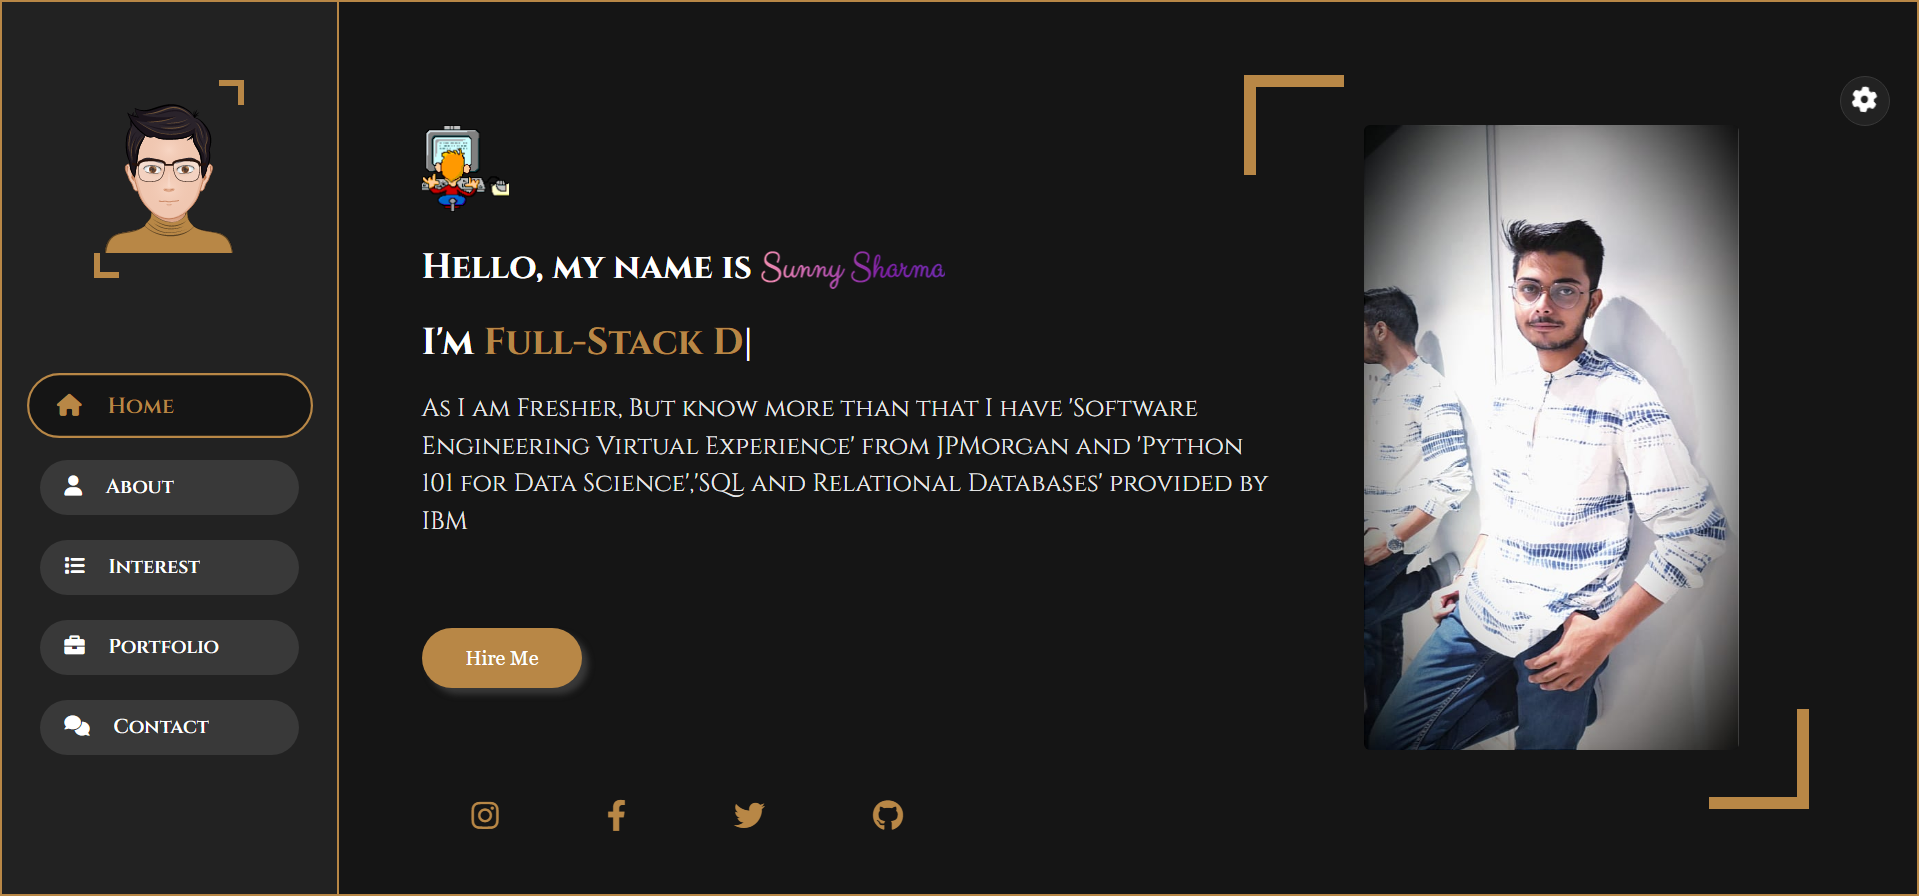 Home
About
Interest
Portfolio
Contact
Hello, my name is Sunny Sharma
I'm Full-Stack D|
As I am Fresher, But know more than that I have 'Software
Engineering Virtual Experience' from JPMorgan and 'Python
101 for Data Science','SQL and Relational Databases' provided by
IBM
Hire Me